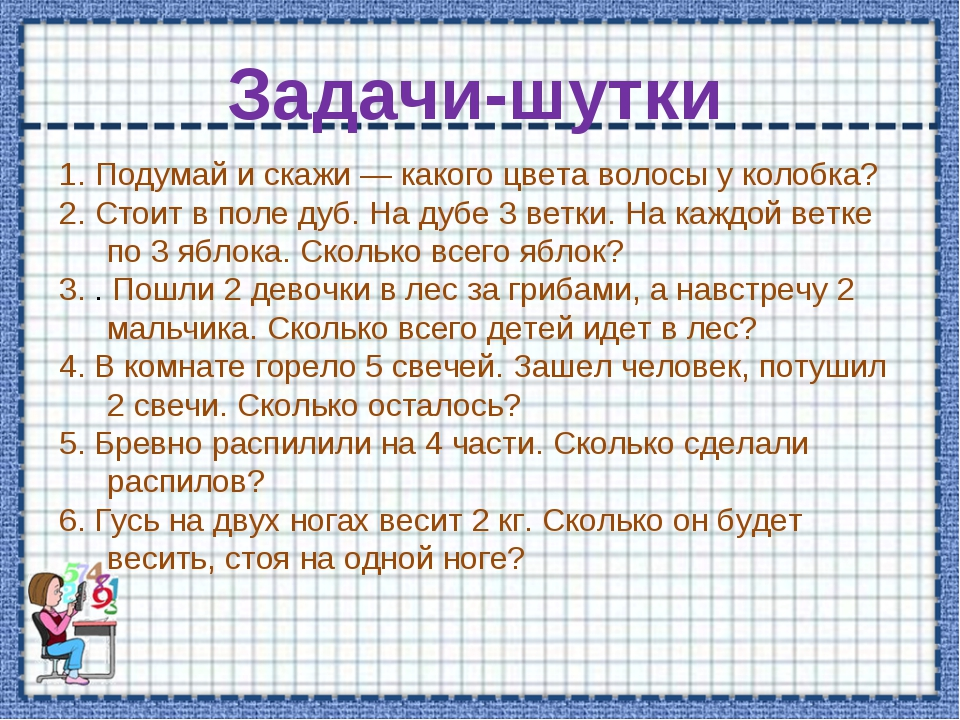 Задачи-шутки
1. Подумай и скажи — какого цвета волосы у колобка?
2. Стоит в поле дуб. На дубе 3 ветки. На каждой ветке
по 3 яблока. Сколько всего яблок?
3. . Пошли 2 девочки в лес за грибами, а навстречу 2
мальчика. Сколько всего детей идет в лес?
4. В комнате горело 5 свечей. Зашел человек, потушил
2 свечи. Сколько осталось?
5. Бревно распилили на 4 части. Сколько сделали
распилов?
6. Гусь на двух ногах весит 2 кг. Сколько он будет
весить, стоя на одной ноге?